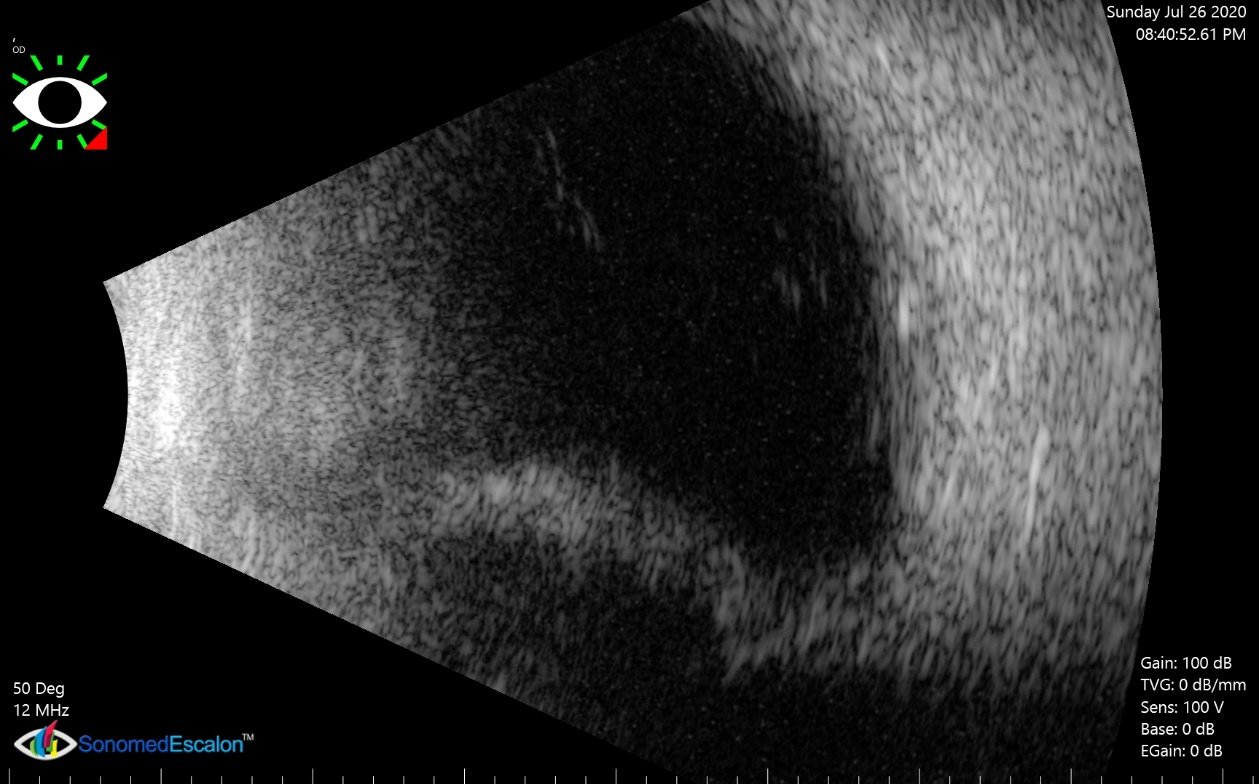 Sunday Jul 26 2020
08:40:52.61 PM
OD
50 Deg
12 MHz
SonomedEscalon™
Gain: 100 dB
TVG: 0 dB/mm
Sens: 100 V
Base: 0 dB
EGain: 0 dB